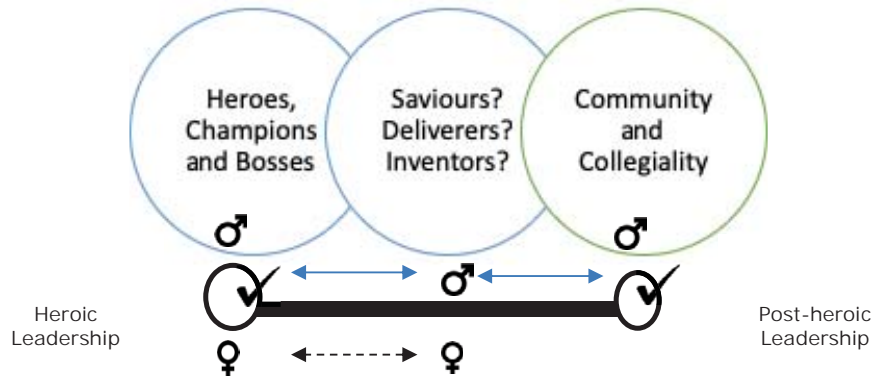 Heroes,
Champions
and Bosses
Saviours?
Deliverers?
Inventors?
Community
and
Collegiality
♂
♂
♂
✓
✓
Heroic
Leadership
Post-heroic
Leadership
♀
♀